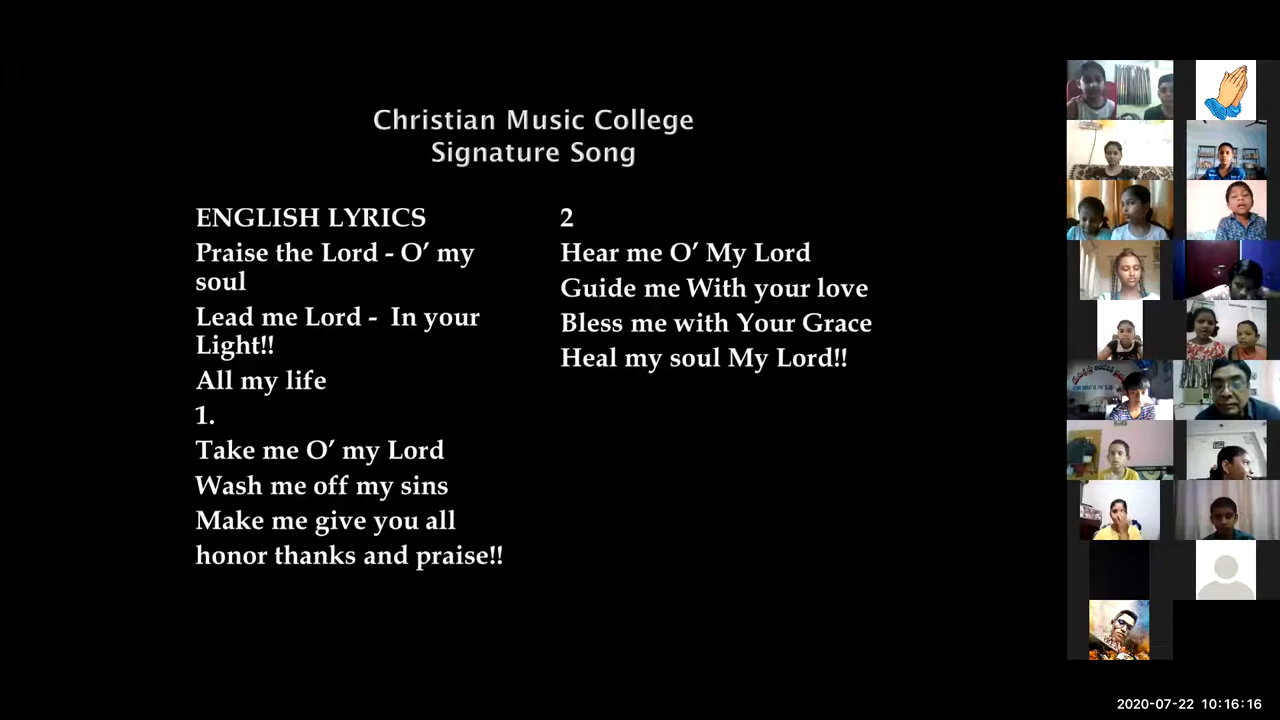 Christian Music College
Signature Song
ENGLISH LYRICS
Praise the Lord - O’ my
soul
Lead me Lord - In your
Light!!
All my life
1.
Take me O’ my Lord
Wash me off my sins
Make me give you all
honor thanks and praise!!
2
Hear me O’ My Lord
Guide me With your love
Bless me with Your Grace
Heal my soul My Lord!!
2020-07-22 10:16:16